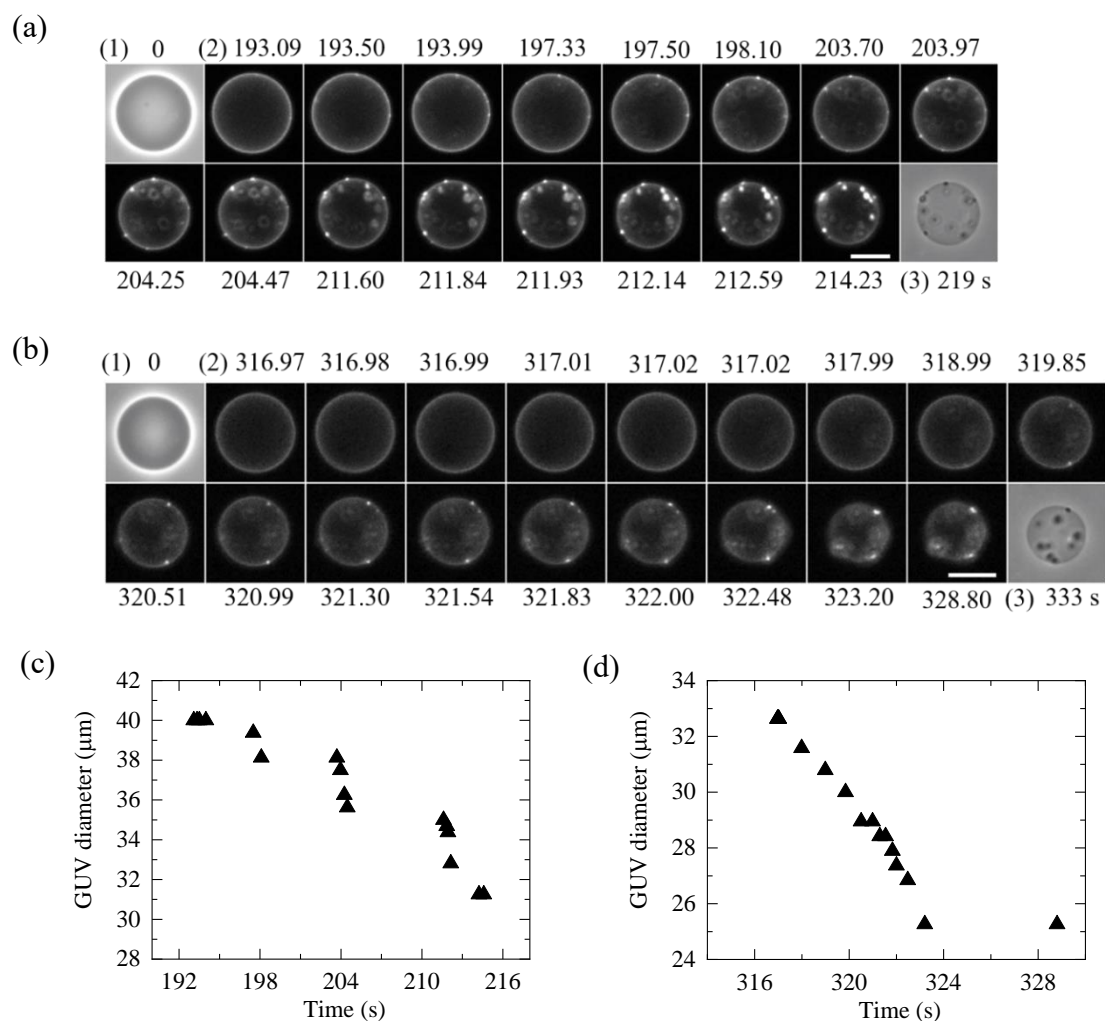 (a)
(1) 0 (2) 193.09 193.50 193.99 197.33 197.50 198.10 203.70 203.97
204.25 204.47 211.60 211.84 211.93 212.14 212.59 214.23 (3) 219 s
(b)
(1) 0 (2) 316.97 316.98 316.99 317.01 317.02 317.02 317.99 318.99 319.85
320.51 320.99 321.30 321.54 321.83 322.00 322.48 323.20 328.80 (3) 333 s
(c)
GUV diameter (μm)
42
40
38
36
34
32
30
28
192 198 204 210 216
Time (s)
(d)
GUV diameter (μm)
34
32
30
28
26
24
316 320 324 328
Time (s)